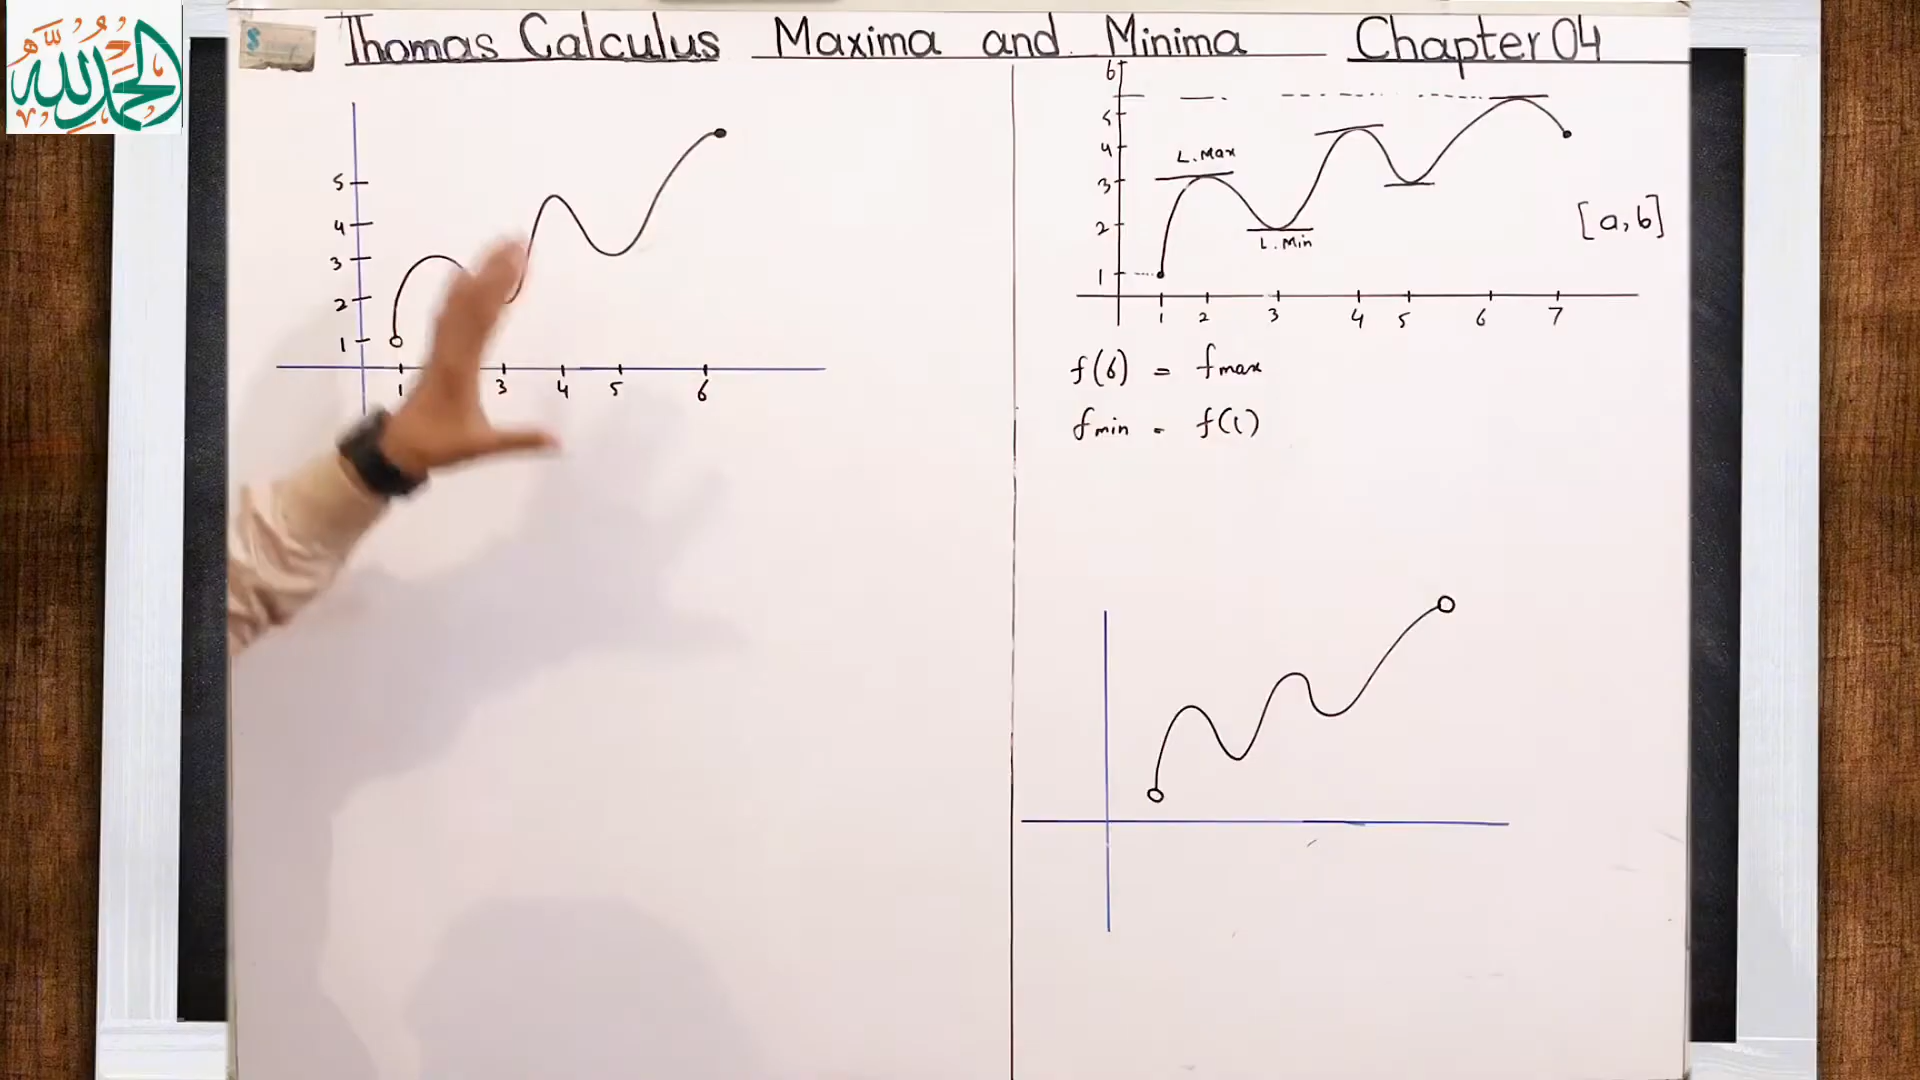 الحمد لله
Thomas Calculus Maxima and Minima Chapter 04
5
4
3
2
1
1 3 4 5 6
6
5
4
3
2
1
L. Max
L. Min
[a,b]
1 2 3 4 5 6 7
f(6) = fmax
fmin = f(1)